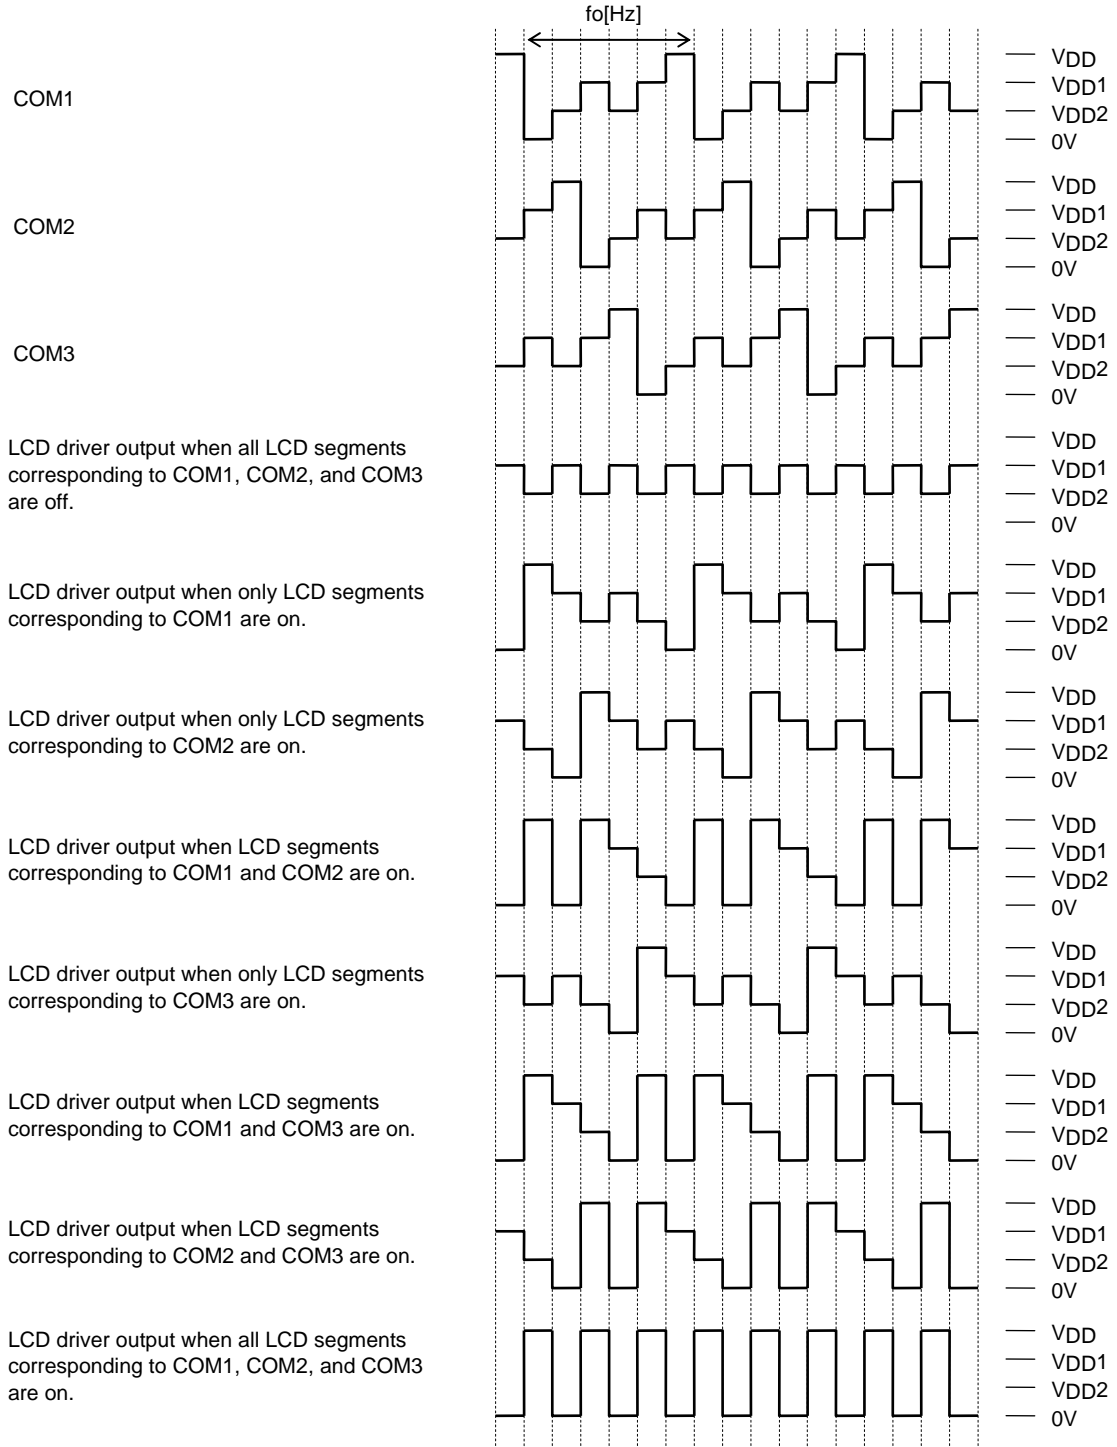 fo[Hz]
COM1
VDD
VDD1
VDD2
0V
COM2
VDD
VDD1
VDD2
0V
COM3
VDD
VDD1
VDD2
0V
LCD driver output when all LCD segments
corresponding to COM1, COM2, and COM3
are off.
VDD
VDD1
VDD2
0V
LCD driver output when only LCD segments
corresponding to COM1 are on.
VDD
VDD1
VDD2
0V
LCD driver output when only LCD segments
corresponding to COM2 are on.
VDD
VDD1
VDD2
0V
LCD driver output when LCD segments
corresponding to COM1 and COM2 are on.
VDD
VDD1
VDD2
0V
LCD driver output when only LCD segments
corresponding to COM3 are on.
VDD
VDD1
VDD2
0V
LCD driver output when LCD segments
corresponding to COM1 and COM3 are on.
VDD
VDD1
VDD2
0V
LCD driver output when LCD segments
corresponding to COM2 and COM3 are on.
VDD
VDD1
VDD2
0V
LCD driver output when all LCD segments
corresponding to COM1, COM2, and COM3
are on.
VDD
VDD1
VDD2
0V